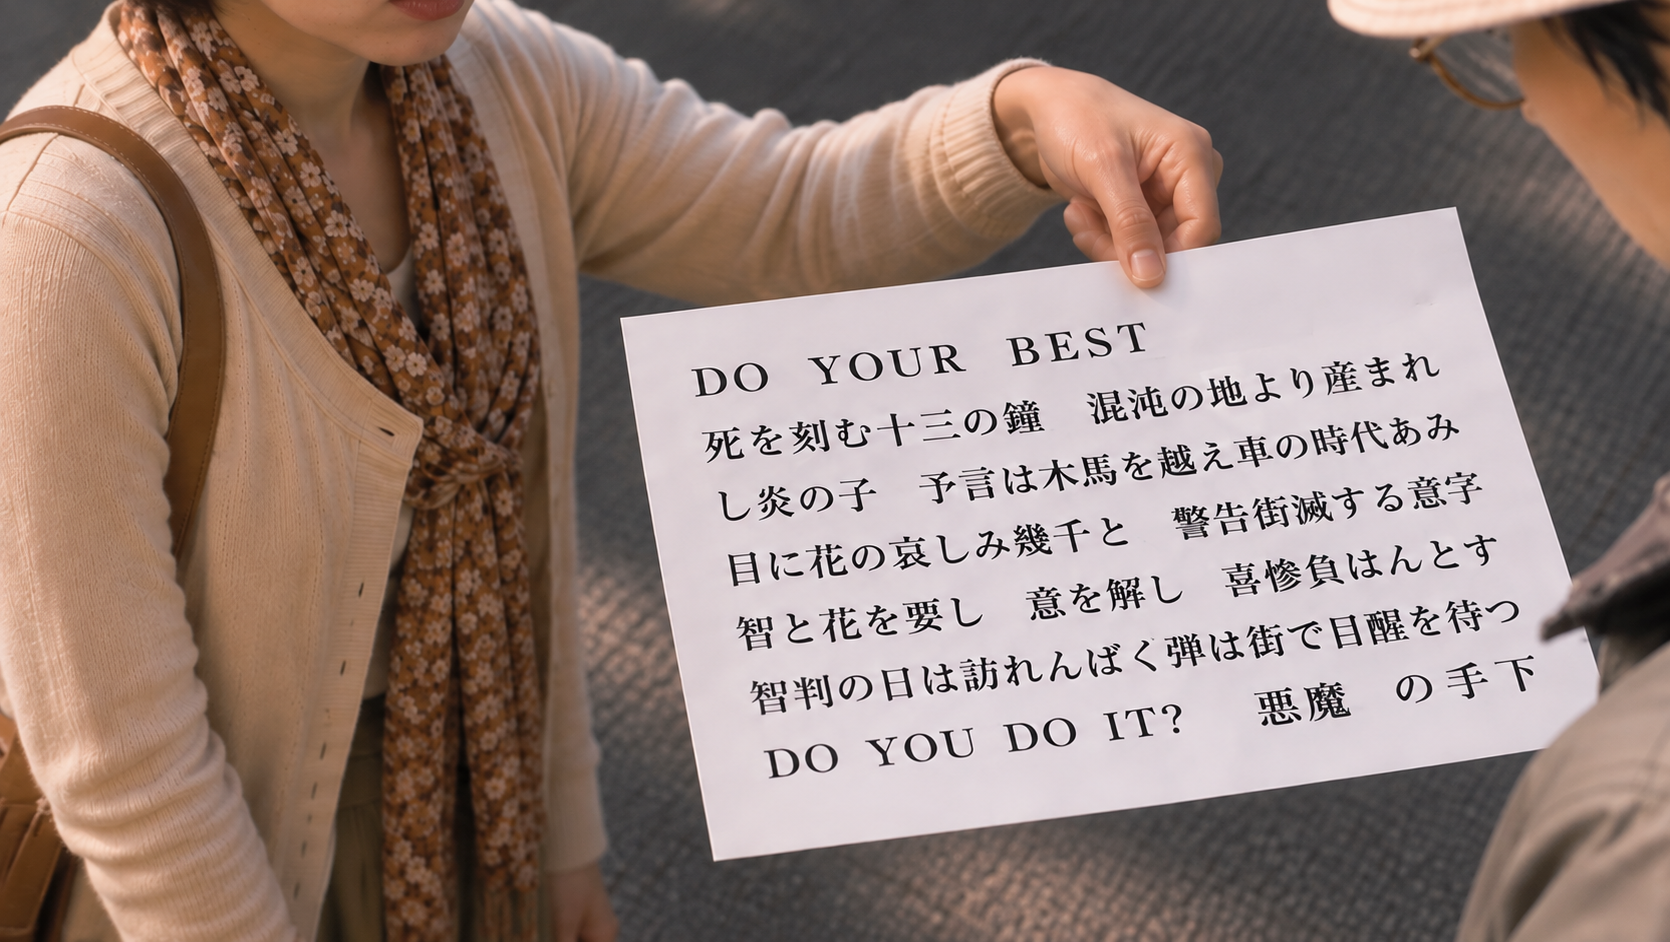 DO YOUR BEST
死を刻む十三の鐘　混沌の地より産まれ
し炎の子　予言は木馬を越え車の時代あみ
目に花の哀しみ幾千と　警告街滅する意字
智と花を要し　意を解し　喜惨負はんとす
智判の日は訪れんばく弾は街で目醒を待つ
DO YOU DO IT?　悪魔　の手下